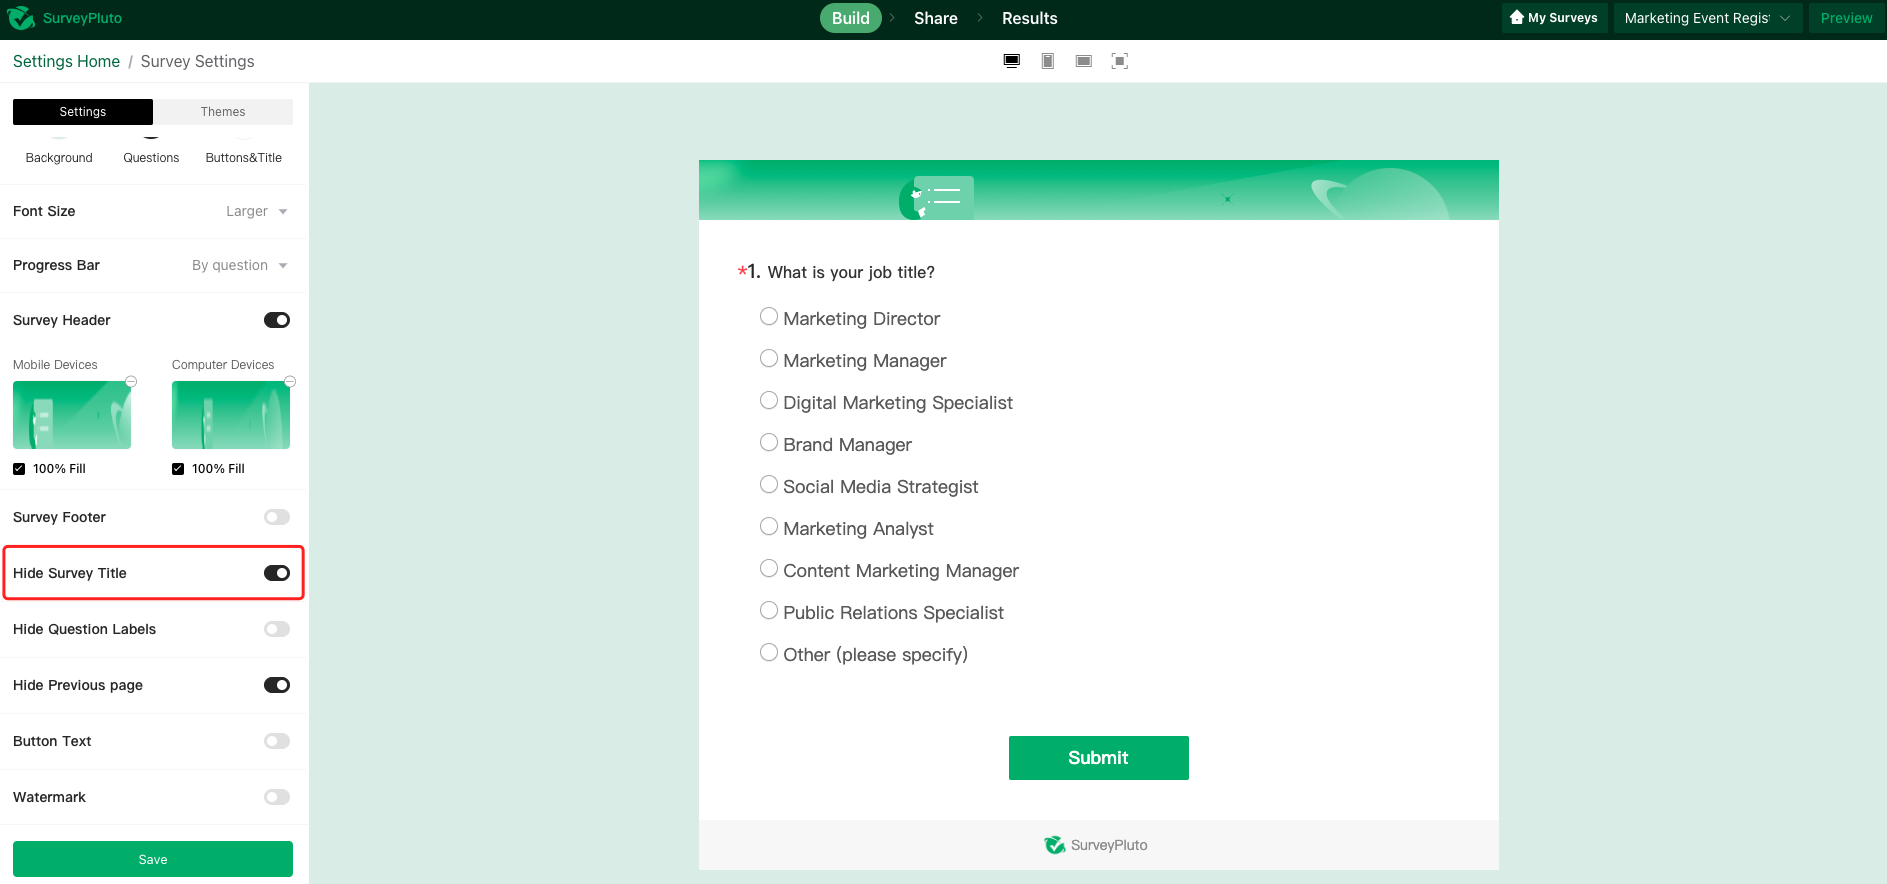 SurveyPluto
Build
Share
Results
My Surveys
Marketing Event Regis
Preview
Settings Home / Survey Settings
Settings
Themes
Background
Questions
Buttons&Title
Font Size
Larger
Progress Bar
By question
Survey Header
Mobile Devices
Computer Devices
100% Fill
100% Fill
Survey Footer
Hide Survey Title
Hide Question Labels
Hide Previous page
Button Text
Watermark
Save
*1. What is your job title?
Marketing Director
Marketing Manager
Digital Marketing Specialist
Brand Manager
Social Media Strategist
Marketing Analyst
Content Marketing Manager
Public Relations Specialist
Other (please specify)
Submit
SurveyPluto